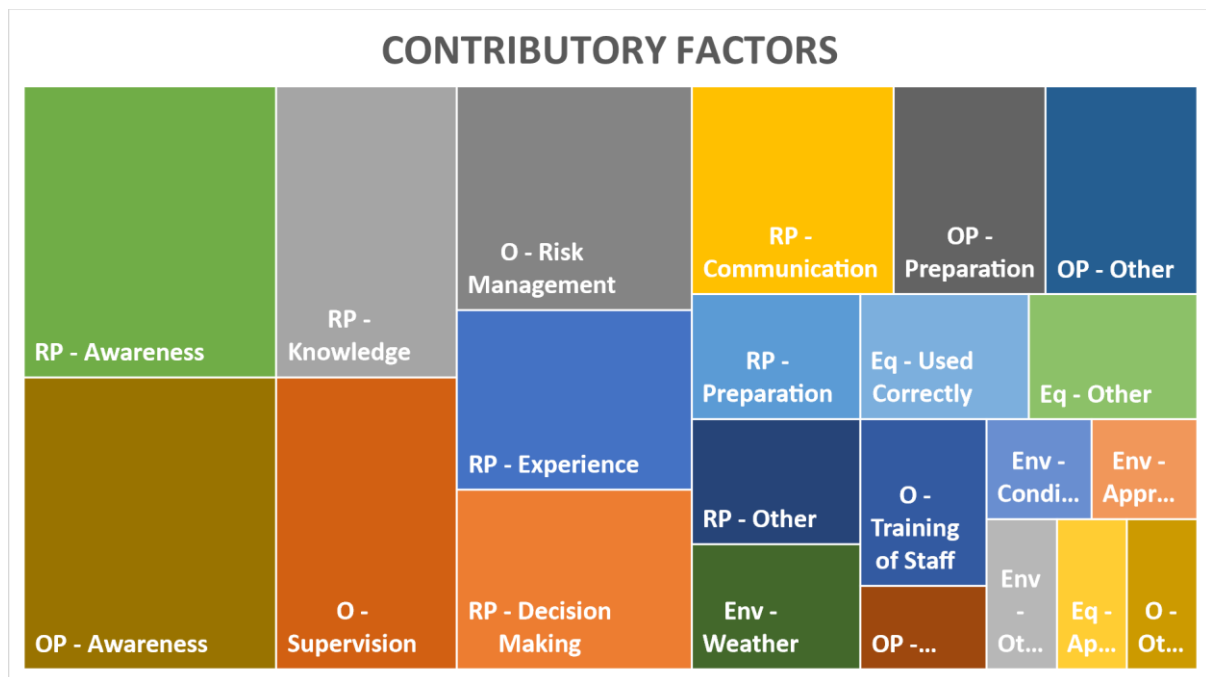 CONTRIBUTORY FACTORS
RP - Awareness
OP - Awareness
RP -
Knowledge
O -
Supervision
O - Risk
Management
RP - Experience
RP - Decision
Making
RP -
Communication
OP -
Preparation
OP - Other
RP -
Preparation
Eq - Used
Correctly
Eq - Other
RP - Other
Env -
Weather
O -
Training
of Staff
OP -...
Env -
Condi...
Env -
Appr...
Env
-
Ot...
Eq -
Ap...
O -
Ot...